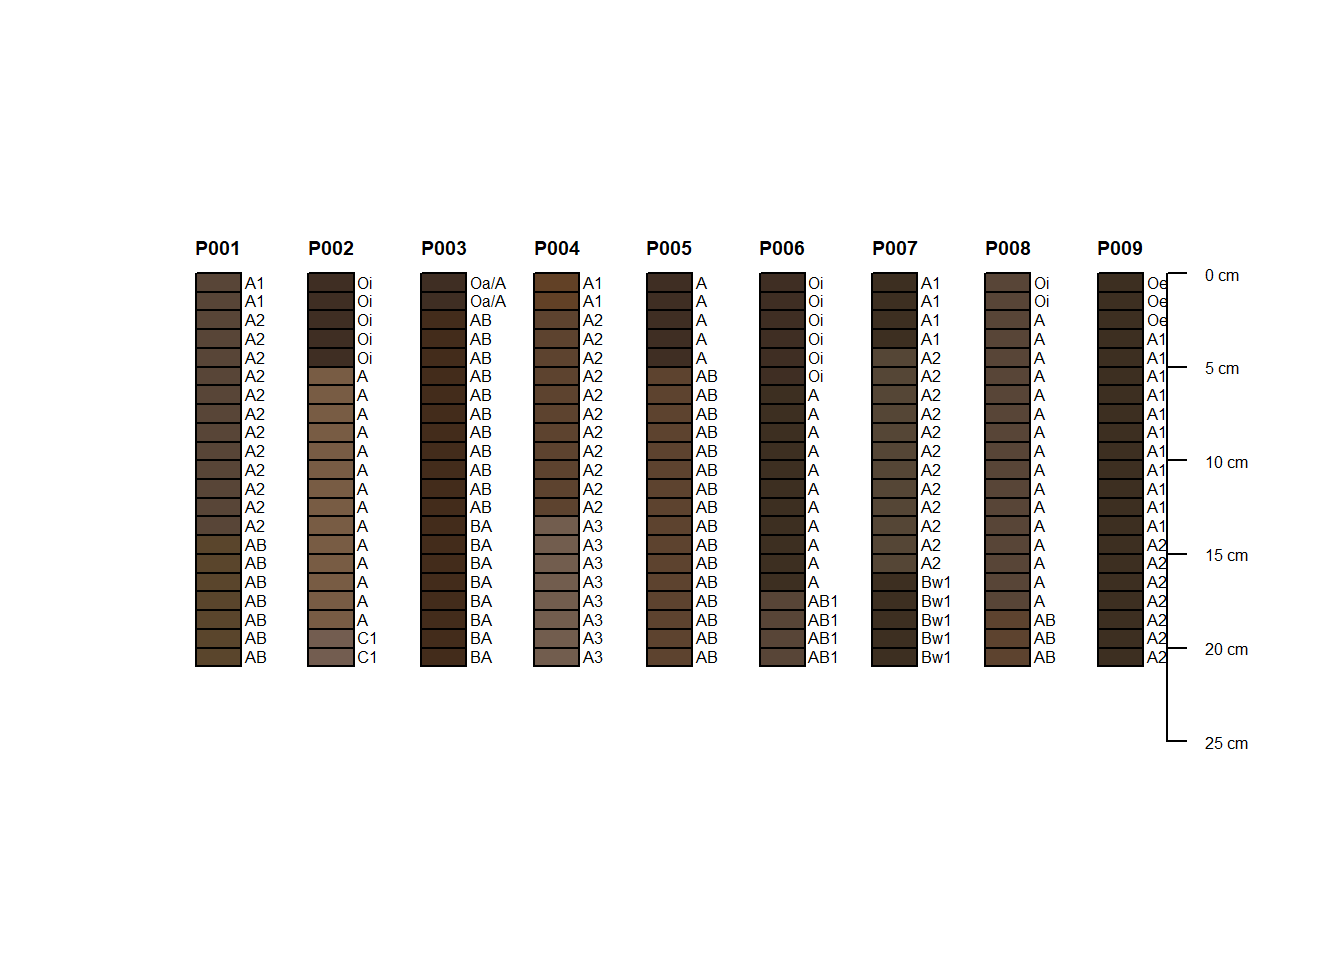 P001 P002 P003 P004 P005 P006 P007 P008 P009
A1 Oi Oa/A A1 A Oi A1 Oi Oe 0 cm
A1 Oi Oa/A A1 A Oi A1 Oi Oe
A2 Oi AB A2 A Oi A1 A Oe
A2 Oi AB A2 A Oi A1 A A1
A2 Oi AB A2 A Oi A2 A A1
A2 A AB A2 AB Oi A2 A A1 5 cm
A2 A AB A2 AB A A2 A A1
A2 A AB A2 AB A A2 A A1
A2 A AB A2 AB A A2 A A1
A2 A AB A2 AB A A2 A A1
A2 A AB A2 AB A A2 A A1 10 cm
A2 A AB A2 AB A A2 A A1
A2 A AB A2 AB A A2 A A1
A2 A BA A3 AB A A2 A A1
AB A BA A3 AB A A2 A A2
AB A BA A3 AB A A2 A A2 15 cm
AB A BA A3 AB A Bw1 A A2
AB A BA A3 AB AB1 Bw1 A A2
AB A BA A3 AB AB1 Bw1 AB A2
AB C1 BA A3 AB AB1 Bw1 AB A2
AB C1 BA A3 AB AB1 Bw1 AB A2 20 cm
25 cm